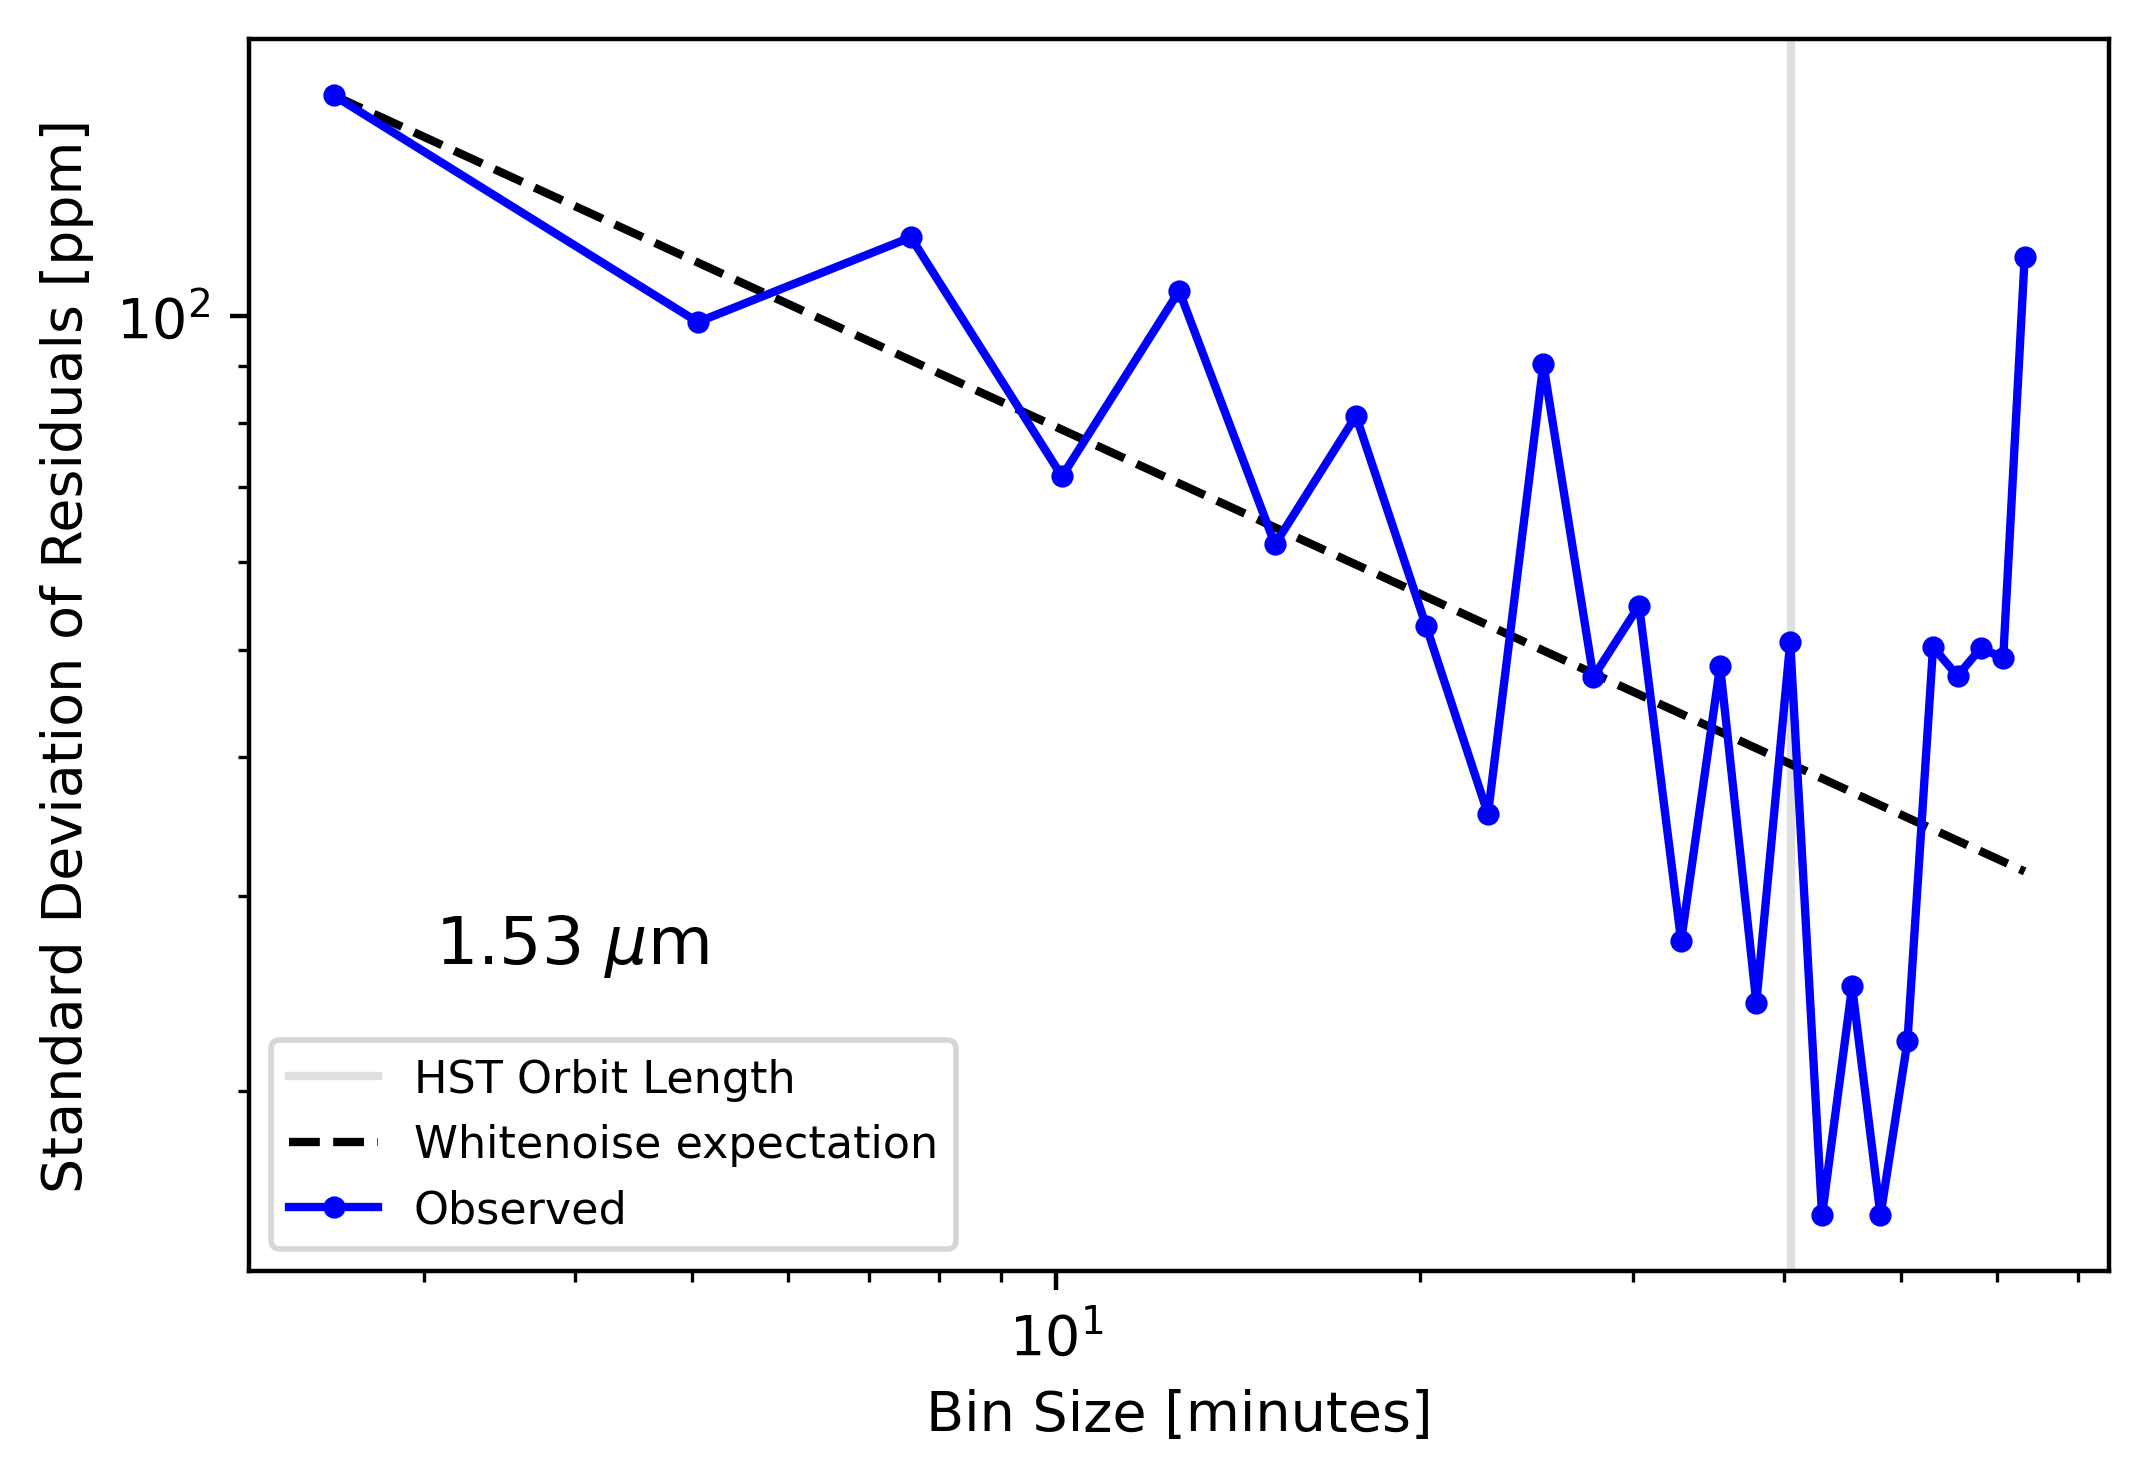 Standard Deviation of Residuals [ppm]
10²
1.53 μm
HST Orbit Length
Whitenoise expectation
Observed
10¹
Bin Size [minutes]